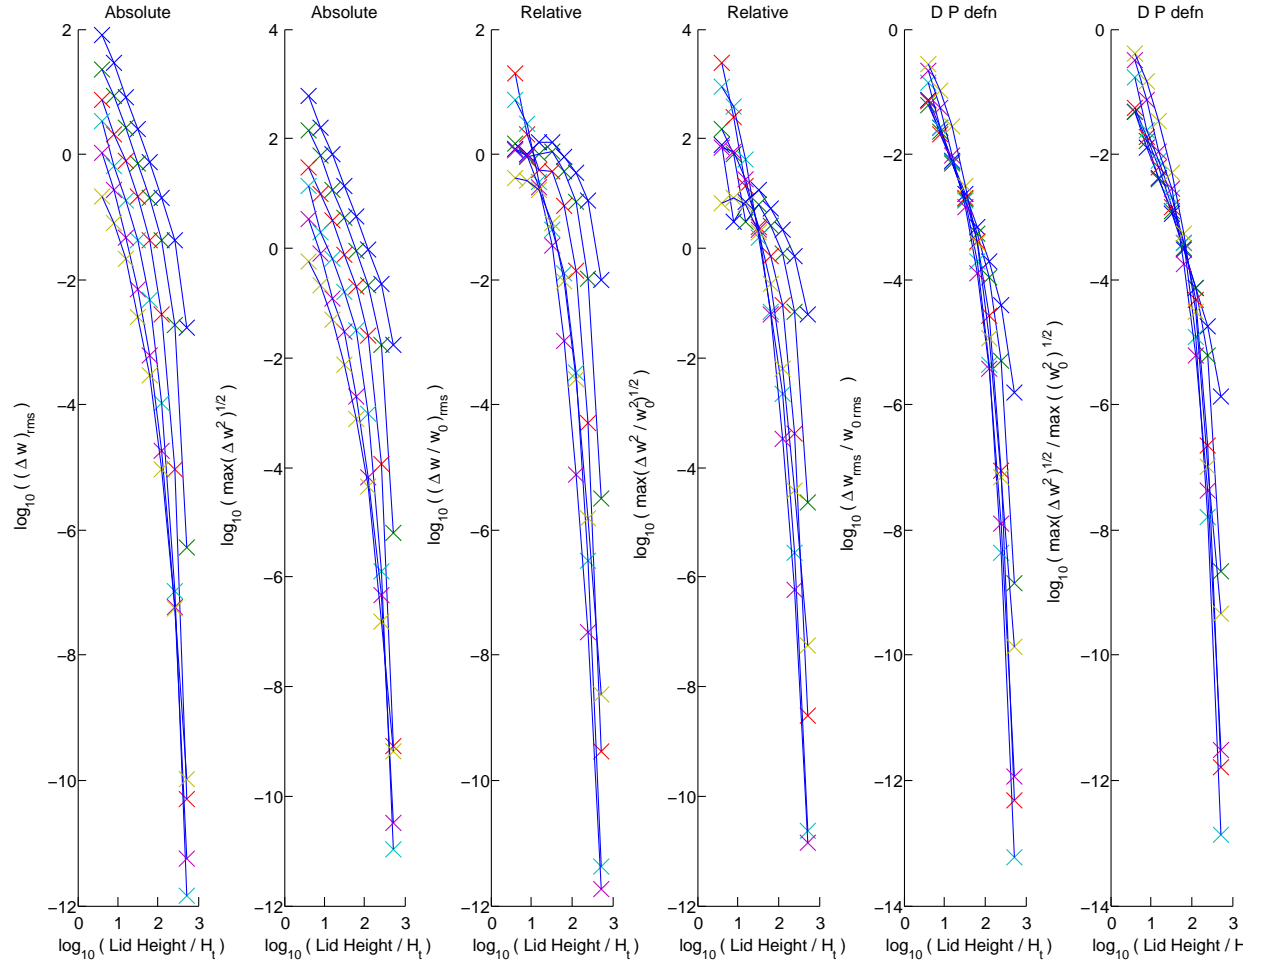 Absolute
Absolute
Relative
Relative
D P defn
D P defn
2
0
−2
−4
−6
−8
−10
−12
0 1 2 3
log10 ( ( Δ w )rms )
log10 ( Lid Height / Ht )
4
2
0
−2
−4
−6
−8
−10
−12
0 1 2 3
log10 ( max( Δ w2 )1/2 )
log10 ( Lid Height / Ht )
2
0
−2
−4
−6
−8
−10
−12
0 1 2 3
log10 ( ( Δ w / w0 )rms )
log10 ( Lid Height / Ht )
4
2
0
−2
−4
−6
−8
−10
−12
0 1 2 3
log10 ( max( Δ w2 / w02 )1/2 )
log10 ( Lid Height / Ht )
0
−2
−4
−6
−8
−10
−12
−14
0 1 2 3
log10 ( Δ wrms / w0 rms )
log10 ( Lid Height / Ht )
0
−2
−4
−6
−8
−10
−12
−14
0 1 2 3
log10 ( max( Δ w2 )1/2 / max ( ( w02 )1/2 )
log10 ( Lid Height / H